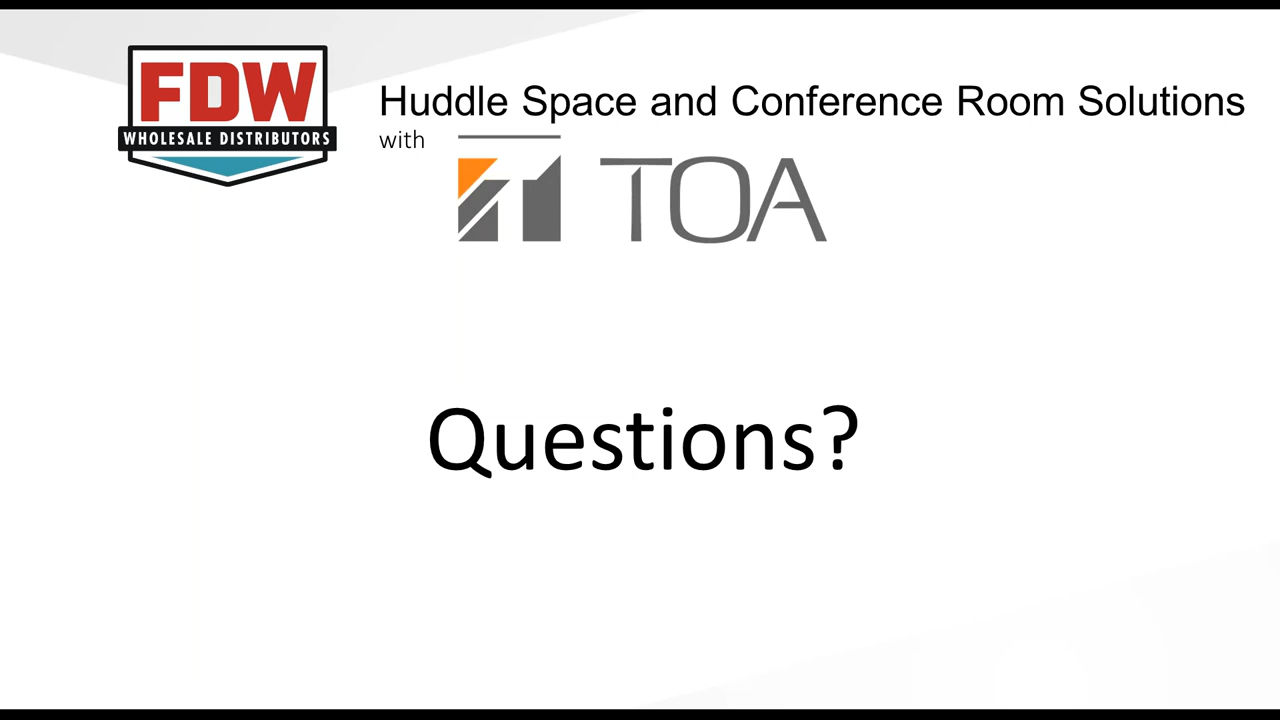 FDW
WHOLESALE DISTRIBUTORS
Huddle Space and Conference Room Solutions
with
TOA
Questions?